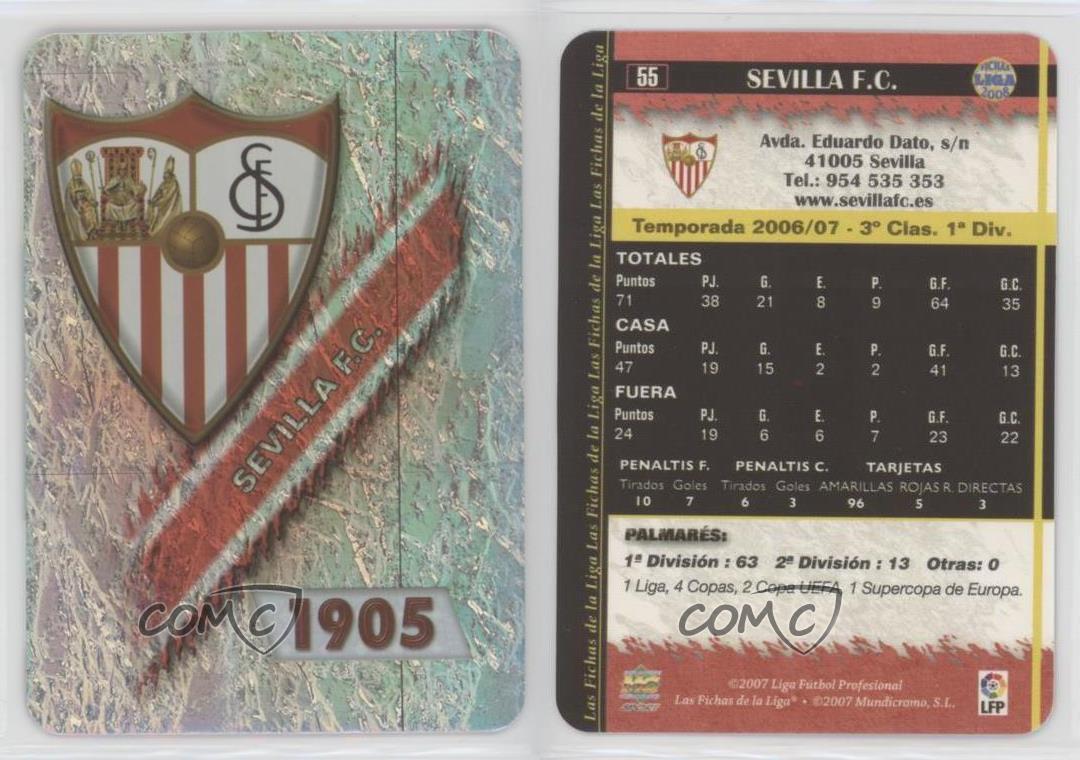 SEVILLA F.C.
1905
COMC
55
SEVILLA F.C.
FICHAS
LIGA
2008
Avda. Eduardo Dato, s/n
41005 Sevilla
Tel.: 954 535 353
www.sevillafc.es
Temporada 2006/07 - 3º Clas. 1ª Div.
TOTALES
Puntos PJ. G. E. P. G.F. G.C.
71 38 21 8 9 64 35
CASA
Puntos PJ. G. E. P. G.F. G.C.
47 19 15 2 2 41 13
FUERA
Puntos PJ. G. E. P. G.F. G.C.
24 19 6 6 7 23 22
PENALTIS F. PENALTIS C. TARJETAS
Tirados Goles Tirados Goles AMARILLAS ROJAS R. DIRECTAS
10 7 6 3 96 5 3
PALMARÉS:
1ª División : 63 2ª División : 13 Otras: 0
1 Liga, 4 Copas, 2 Copa UEFA, 1 Supercopa de Europa.
COMC
©2007 Liga Fútbol Profesional
Las Fichas de la Liga® • ©2007 Mundicromo, S.L.
LFP
Las Fichas de la Liga Las Fichas de la Liga Las Fichas de la Liga Las Fichas de la Liga Las Fichas de la Liga